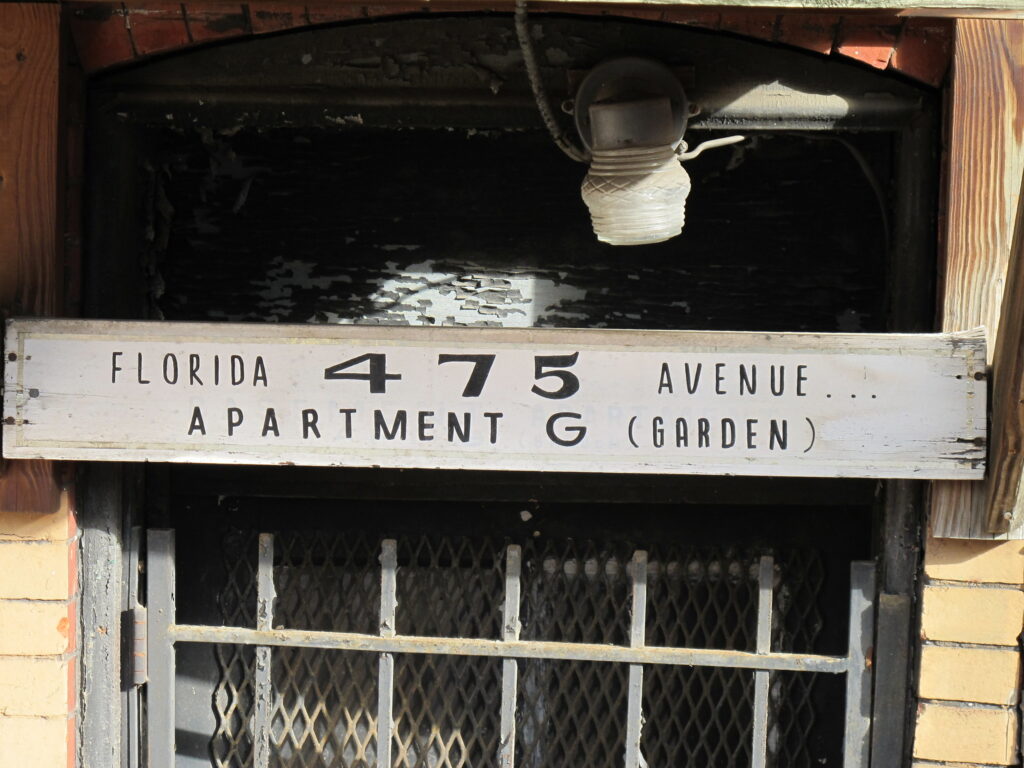 FLORIDA 475 AVENUE...
APARTMENT G (GARDEN)